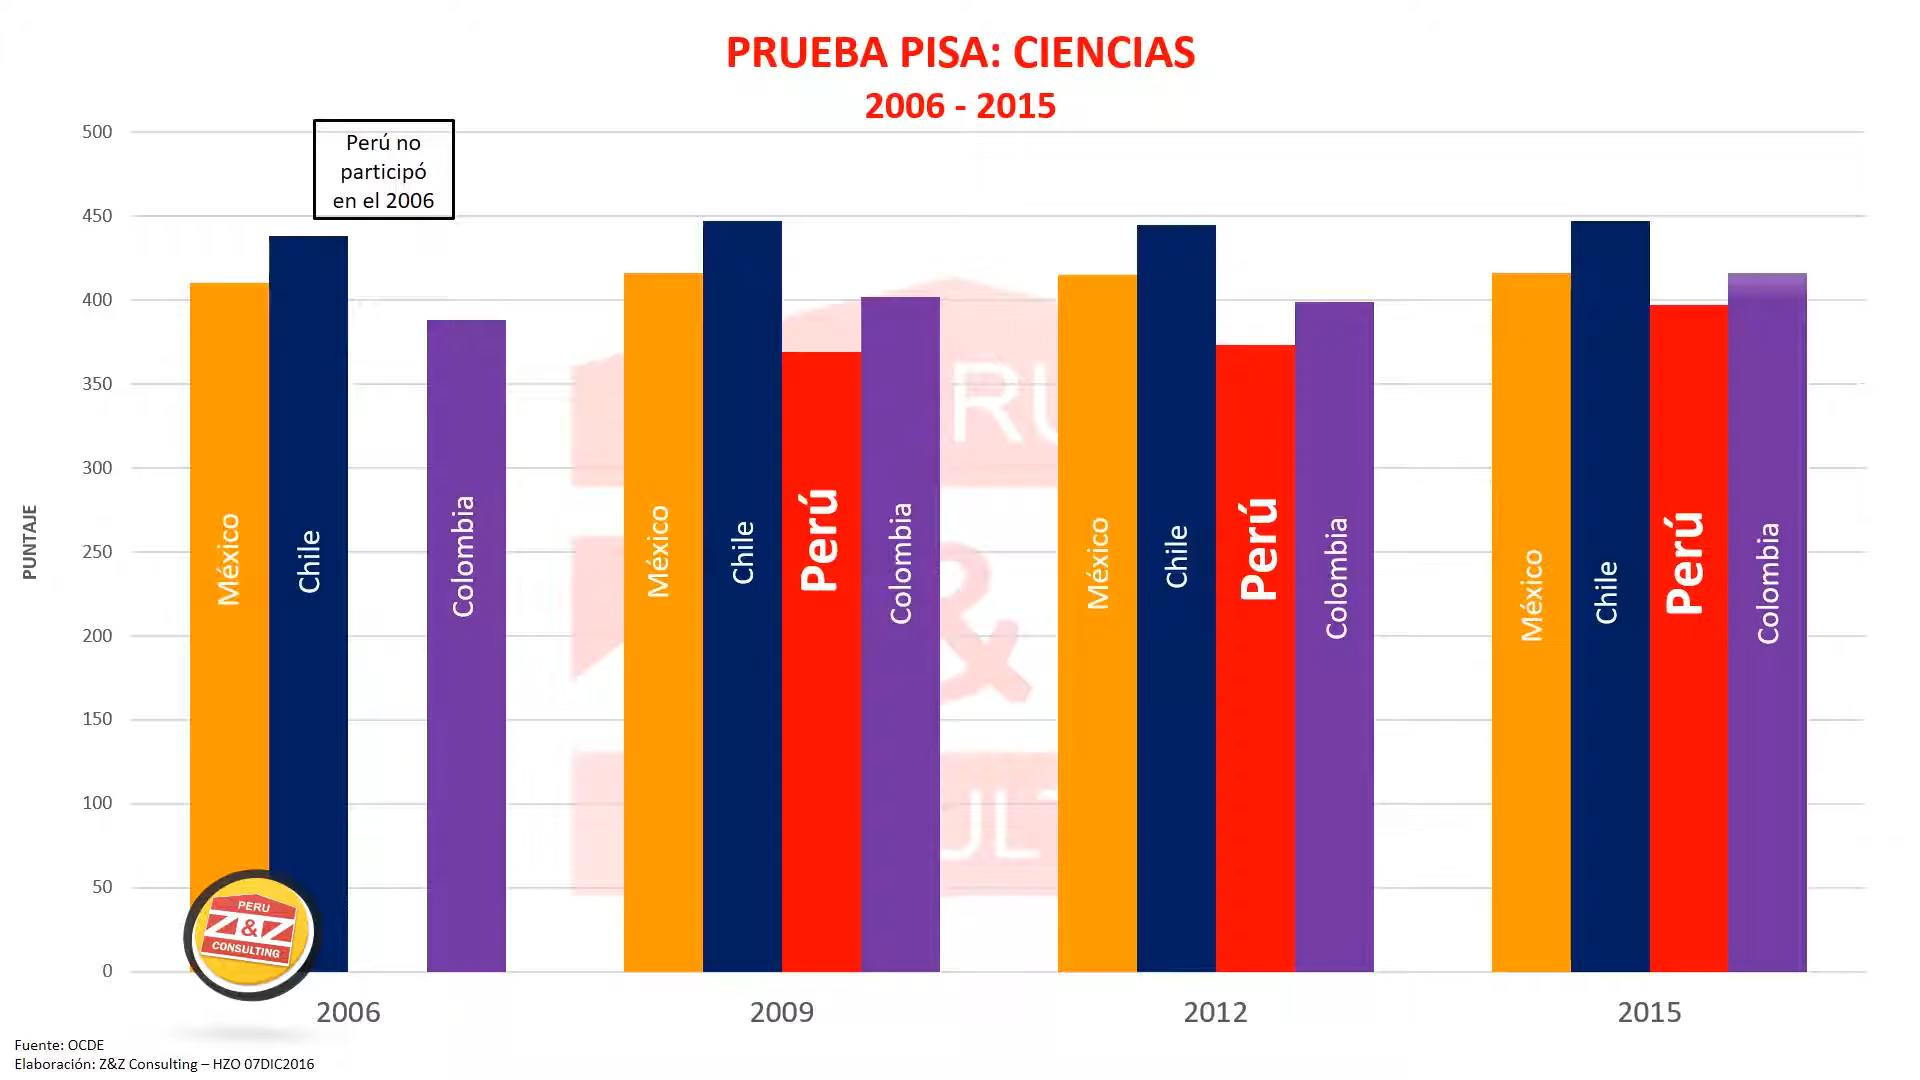 PRUEBA PISA: CIENCIAS
2006 - 2015
Perú no
participó
en el 2006
500
450
400
350
300
250
200
150
100
50
0
PUNTAJE
México
Chile
Colombia
México
Chile
Perú
Colombia
México
Chile
Perú
Colombia
México
Chile
Perú
Colombia
RU
&
ULT
PERU
Z&Z
CONSULTING
2006
2009
2012
2015
Fuente: OCDE
Elaboración: Z&Z Consulting – HZO 07DIC2016